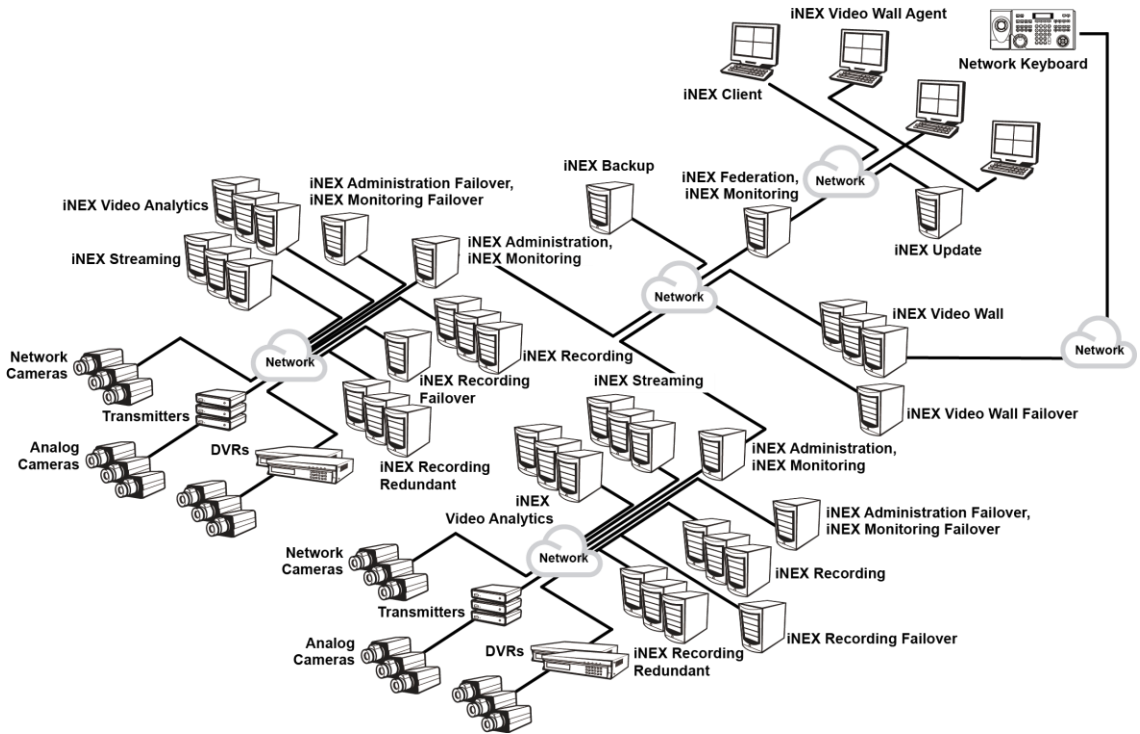 iNEX Video Wall Agent
Network Keyboard
iNEX Client
iNEX Backup
iNEX Federation,
iNEX Monitoring
Network
iNEX Update
iNEX Administration Failover,
iNEX Monitoring Failover
iNEX Video Analytics
iNEX Streaming
iNEX Administration,
iNEX Monitoring
Network
iNEX Video Wall
Network
iNEX Video Wall Failover
Network
Network
Cameras
Transmitters
Analog
Cameras
DVRs
iNEX Recording
iNEX Recording
Failover
iNEX Recording
Redundant
iNEX Streaming
iNEX Administration,
iNEX Monitoring
iNEX
Video Analytics
iNEX Administration Failover,
iNEX Monitoring Failover
Network
Network
Cameras
Transmitters
Analog
Cameras
DVRs
iNEX Recording
iNEX Recording Failover
iNEX Recording
Redundant